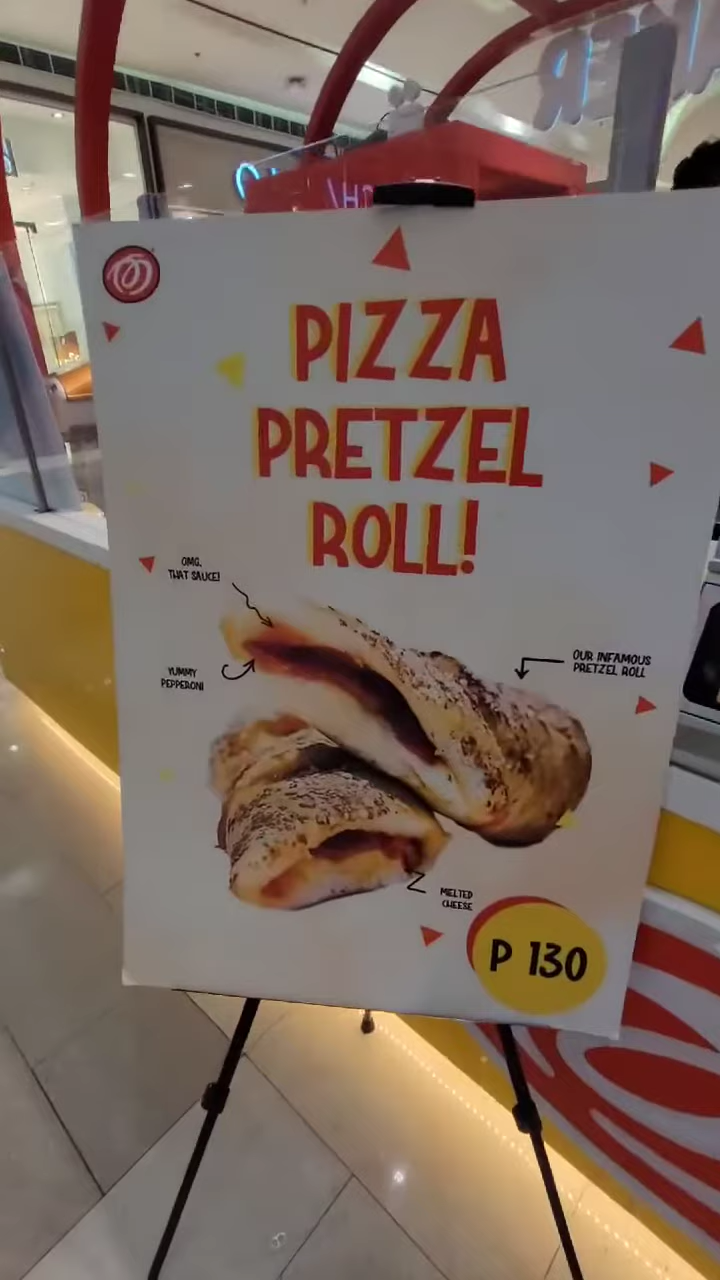 PIZZA
PRETZEL
ROLL!
OMG,
THAT SAUCE!
YUMMY
PEPPERONI
OUR INFAMOUS
PRETZEL ROLL
MELTED
CHEESE
P 130